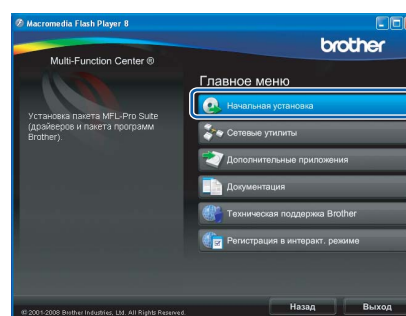 Macromedia Flash Player 8
brother
Multi-Function Center ®
Главное меню
Установка пакета MFL-Pro Suite
(драйверов и пакета программ
Brother).
Начальная установка
Сетевые утилиты
Дополнительные приложения
Документация
Техническая поддержка Brother
Регистрация в интеракт. режиме
© 2001-2008 Brother Industries, Ltd. All Rights Reserved.
Назад
Выход